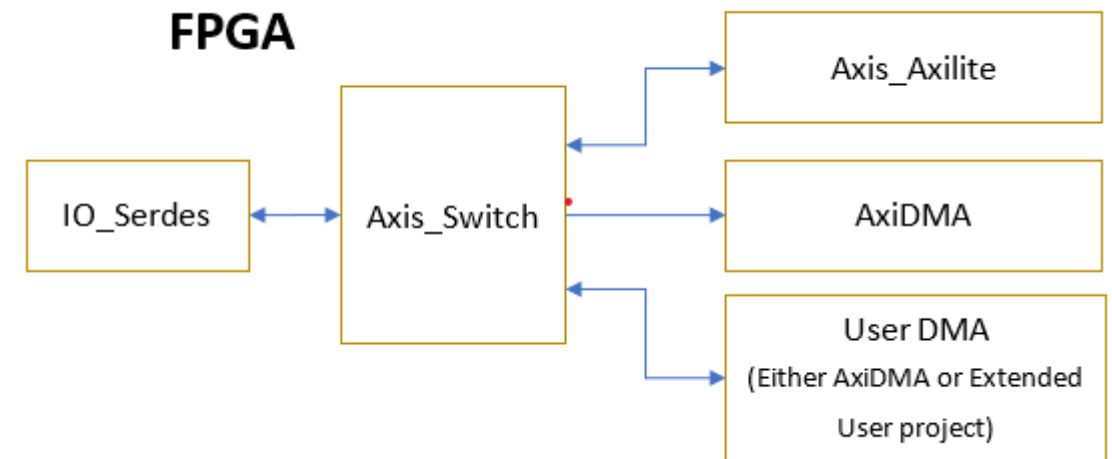 FPGA
Axis_Axilite
IO_Serdes
Axis_Switch
AxiDMA
User DMA
(Either AxiDMA or Extended
User project)